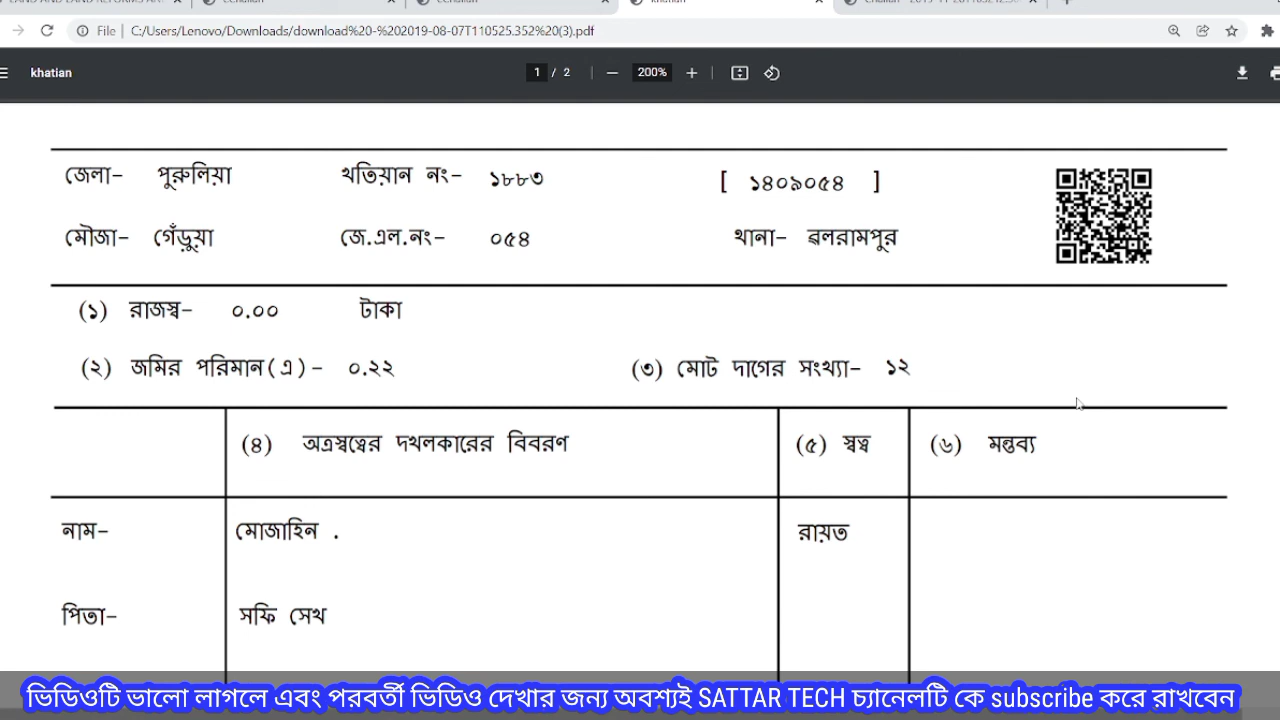 File C:/Users/Lenovo/Downloads/download%20-%202019-08-07T110525.352%20(3).pdf
khatian 1 / 2 200%
জেলা- পুরুলিয়া খতিয়ান নং- ১৮৮৩ [ ১৪০৯০৫৪ ]
মৌজা- গেঁড়ুয়া জে.এল.নং- ০৫৪ থানা- ৱলরামপুর
(১) রাজস্ব- ০.০০ টাকা
(২) জমির পরিমান(এ)- ০.২২ (৩) মোট দাগের সংখ্যা- ১২
(৪) অত্রস্বত্বের দখলকারের বিবরণ (৫) স্বত্ব (৬) মন্তব্য
নাম- মোজাহিন . রায়ত
পিতা- সফি সেখ
ভিডিওটি ভালো লাগলে এবং পরবর্তী ভিডিও দেখার জন্য অবশ্যই SATTAR TECH চ্যানেলটি কে subscribe করে রাখবেন